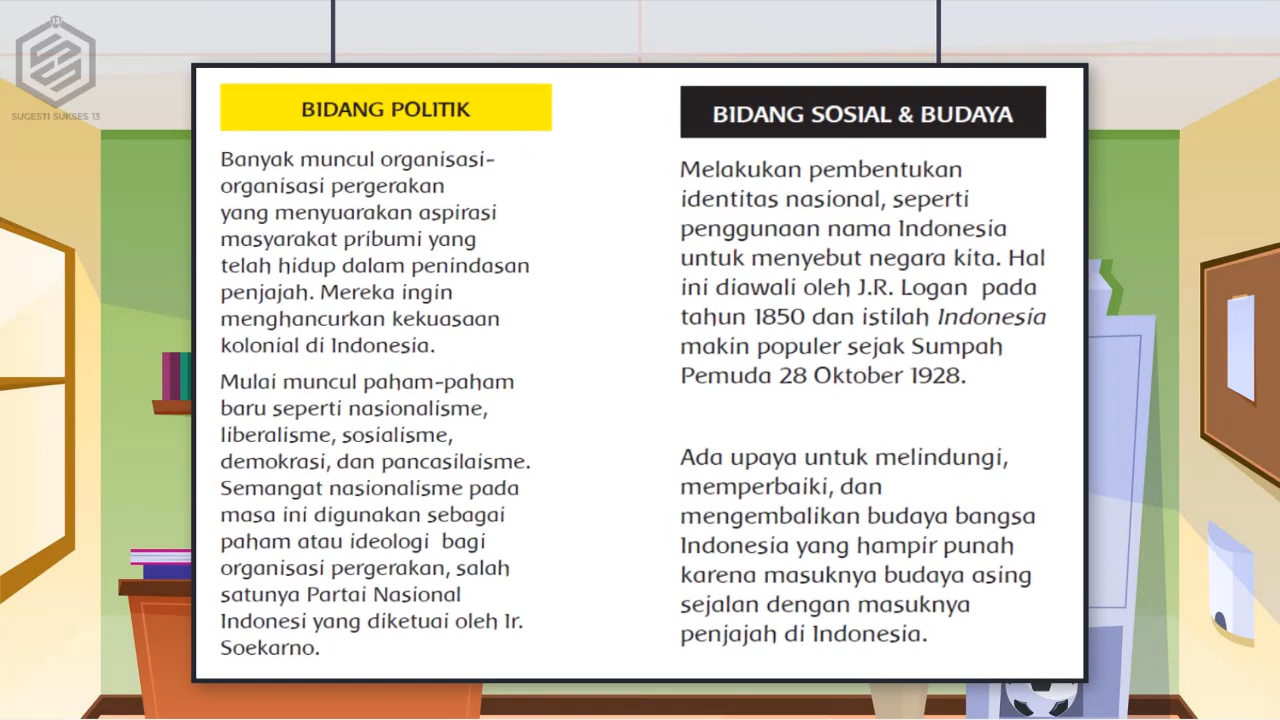 13
SUGESTI SUKSES 13
BIDANG POLITIK
Banyak muncul organisasi-
organisasi pergerakan
yang menyuarakan aspirasi
masyarakat pribumi yang
telah hidup dalam penindasan
penjajah. Mereka ingin
menghancurkan kekuasaan
kolonial di Indonesia.
Mulai muncul paham-paham
baru seperti nasionalisme,
liberalisme, sosialisme,
demokrasi, dan pancasilaisme.
Semangat nasionalisme pada
masa ini digunakan sebagai
paham atau ideologi bagi
organisasi pergerakan, salah
satunya Partai Nasional
Indonesi yang diketuai oleh Ir.
Soekarno.
BIDANG SOSIAL & BUDAYA
Melakukan pembentukan
identitas nasional, seperti
penggunaan nama Indonesia
untuk menyebut negara kita. Hal
ini diawali oleh J.R. Logan pada
tahun 1850 dan istilah Indonesia
makin populer sejak Sumpah
Pemuda 28 Oktober 1928.
Ada upaya untuk melindungi,
memperbaiki, dan
mengembalikan budaya bangsa
Indonesia yang hampir punah
karena masuknya budaya asing
sejalan dengan masuknya
penjajah di Indonesia.